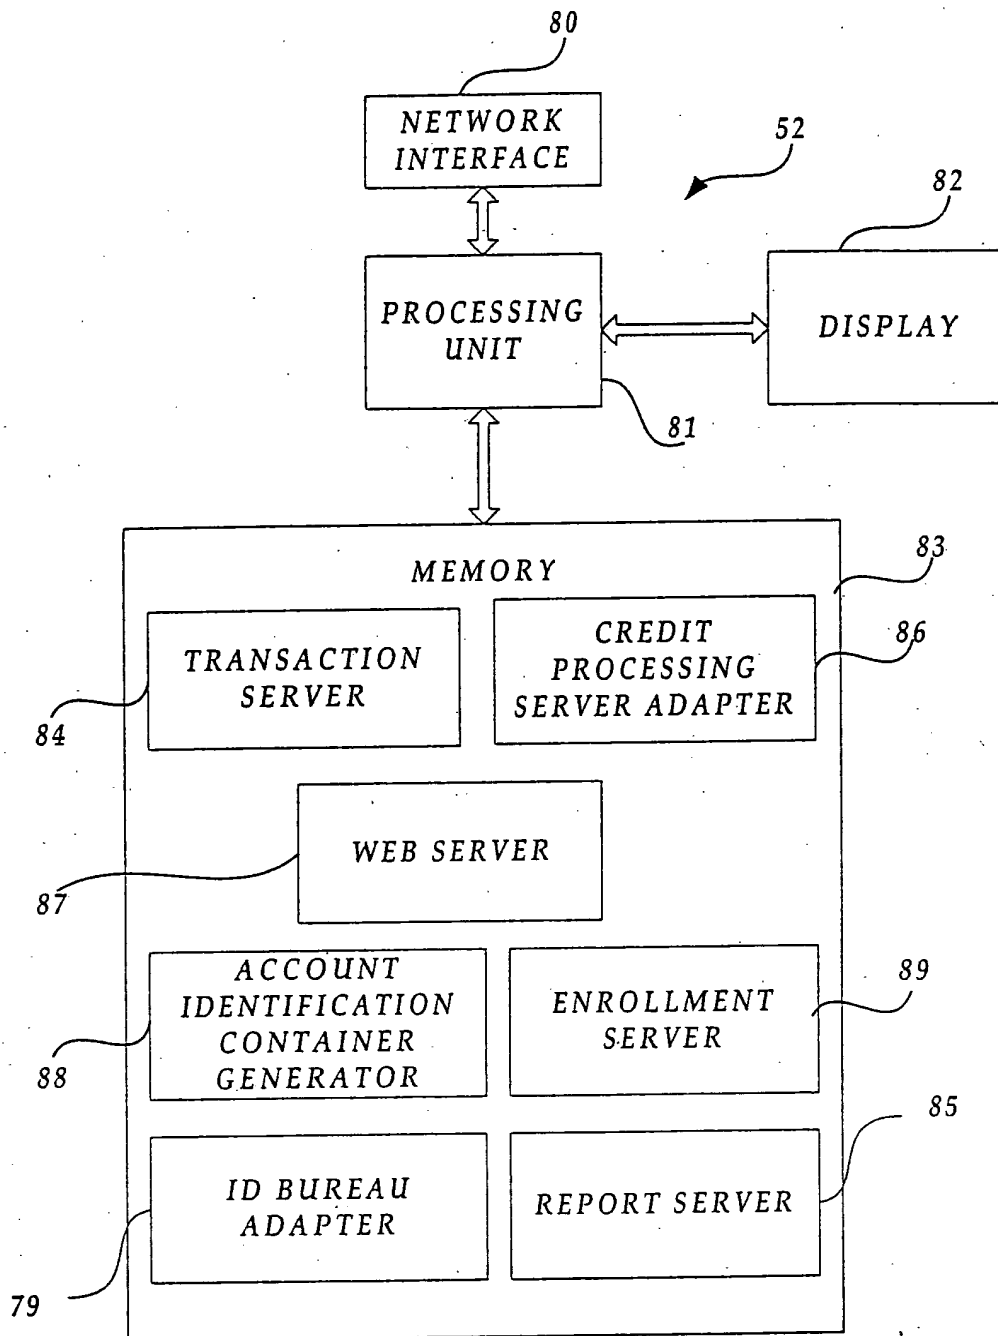 80
NETWORK
INTERFACE
52
82
PROCESSING
UNIT
DISPLAY
81
MEMORY
83
TRANSACTION
SERVER
CREDIT
PROCESSING
SERVER ADAPTER
86
84
WEB SERVER
87
ACCOUNT
IDENTIFICATION
CONTAINER
GENERATOR
ENROLLMENT
SERVER
89
88
85
ID BUREAU
ADAPTER
REPORT SERVER
79